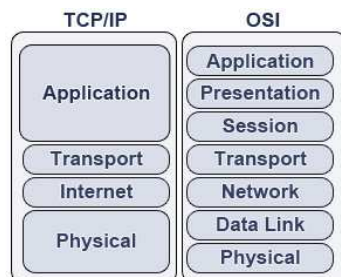 TCP/IP
Application
Transport
Internet
Physical
OSI
Application
Presentation
Session
Transport
Network
Data Link
Physical